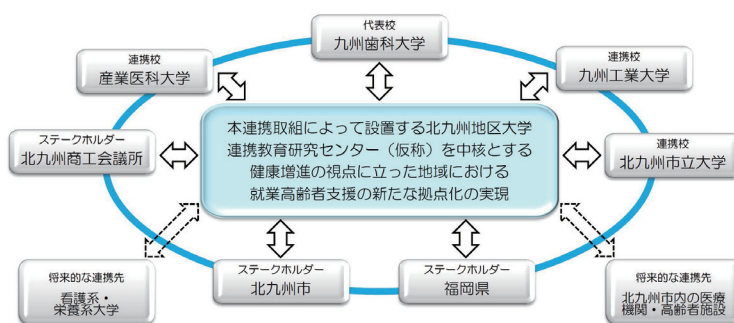 代表校
九州歯科大学
連携校
産業医科大学
連携校
九州工業大学
ステークホルダー
北九州商工会議所
本連携取組によって設置する北九州地区大学
連携教育研究センター（仮称）を中核とする
健康増進の視点に立った地域における
就業高齢者支援の新たな拠点化の実現
連携校
北九州市立大学
将来的な連携先
看護系・
栄養系大学
ステークホルダー
北九州市
ステークホルダー
福岡県
将来的な連携先
北九州市内の医療
機関・高齢者施設